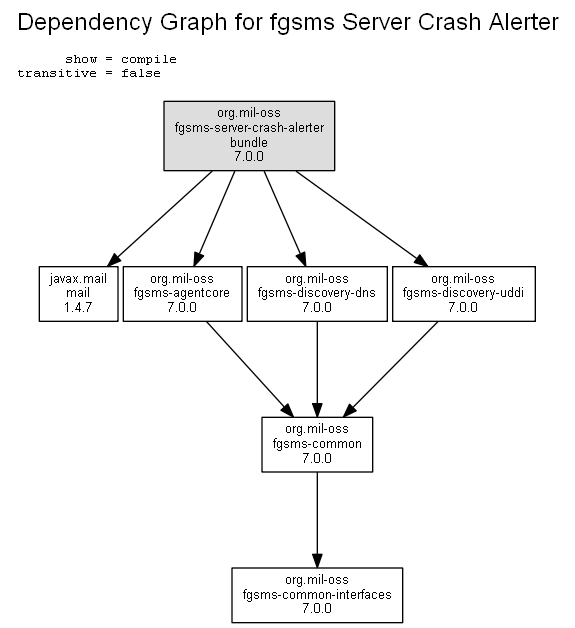 Dependency Graph for fgsms Server Crash Alerter
show = compile
transitive = false
org.mil-oss
fgsms-server-crash-alerter
bundle
7.0.0
javax.mail
mail
1.4.7
org.mil-oss
fgsms-agentcore
7.0.0
org.mil-oss
fgsms-discovery-dns
7.0.0
org.mil-oss
fgsms-discovery-uddi
7.0.0
org.mil-oss
fgsms-common
7.0.0
org.mil-oss
fgsms-common-interfaces
7.0.0